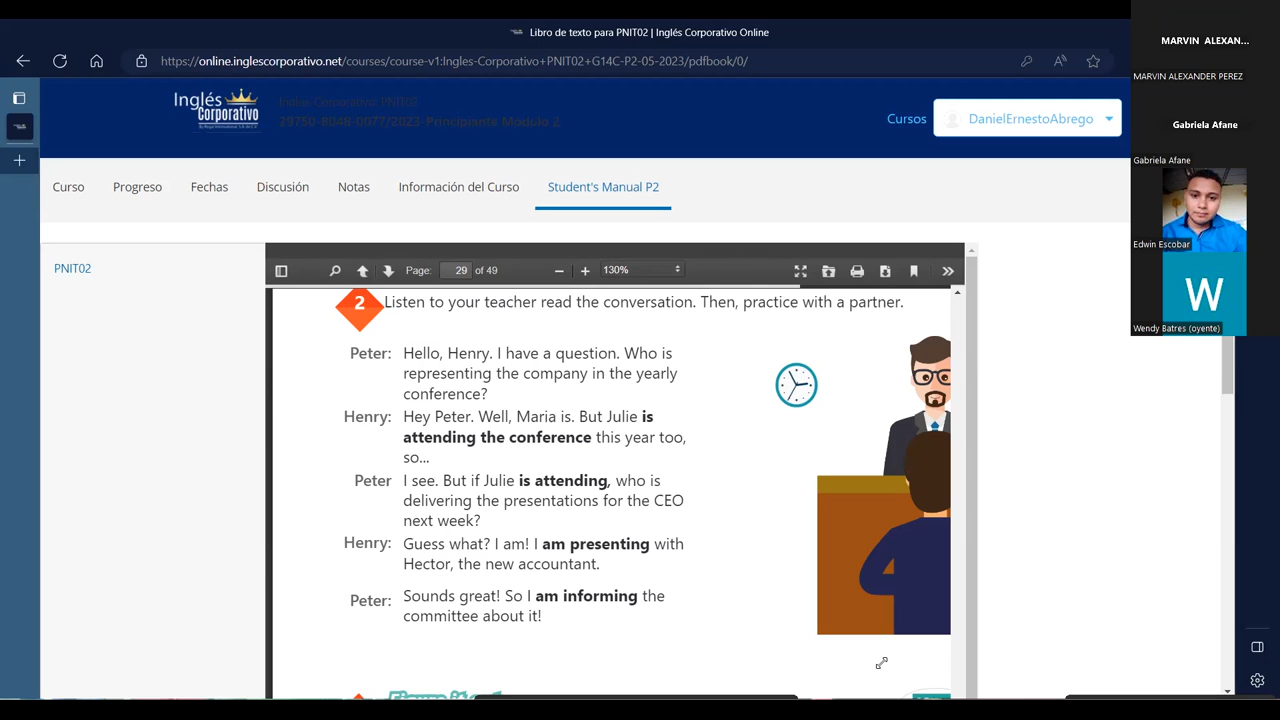 Libro de texto para PNIT02 | Inglés Corporativo Online
https://online.inglescorporativo.net/courses/course-v1:Ingles-Corporativo+PNIT02+G14C-P2-05-2023/pdfbook/0/
MARVIN ALEXAN...
MARVIN ALEXANDER PEREZ
Gabriela Afane
Gabriela Afane
Edwin Escobar
W
Wendy Batres (oyente)
Inglés
Corporativo
29750-8048-0077/2023-Principiante Modulo 2
Cursos
DanielErnestoAbrego
Curso
Progreso
Fechas
Discusión
Notas
Información del Curso
Student's Manual P2
PNIT02
Page: 29 of 49
130%
2 Listen to your teacher read the conversation. Then, practice with a partner.
Peter: Hello, Henry. I have a question. Who is
representing the company in the yearly
conference?
Henry: Hey Peter. Well, Maria is. But Julie is
attending the conference this year too,
so...
Peter I see. But if Julie is attending, who is
delivering the presentations for the CEO
next week?
Henry: Guess what? I am! I am presenting with
Hector, the new accountant.
Peter: Sounds great! So I am informing the
committee about it!